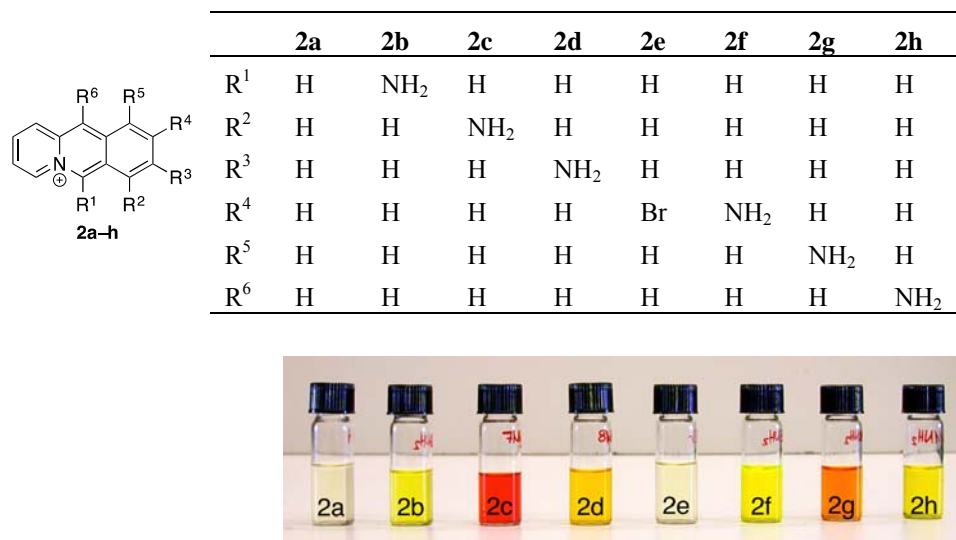 2a 2b 2c 2d 2e 2f 2g 2h
R¹ H NH₂ H H H H H H
R² H H NH₂ H H H H H
R³ H H H NH₂ H H H H
R⁴ H H H H Br NH₂ H H
R⁵ H H H H H H NH₂ H
R⁶ H H H H H H H NH₂
R⁶ R⁵
R⁴
N
+
R³
R¹ R²
2a–h
2a 2b 2c 2d 2e 2f 2g 2h